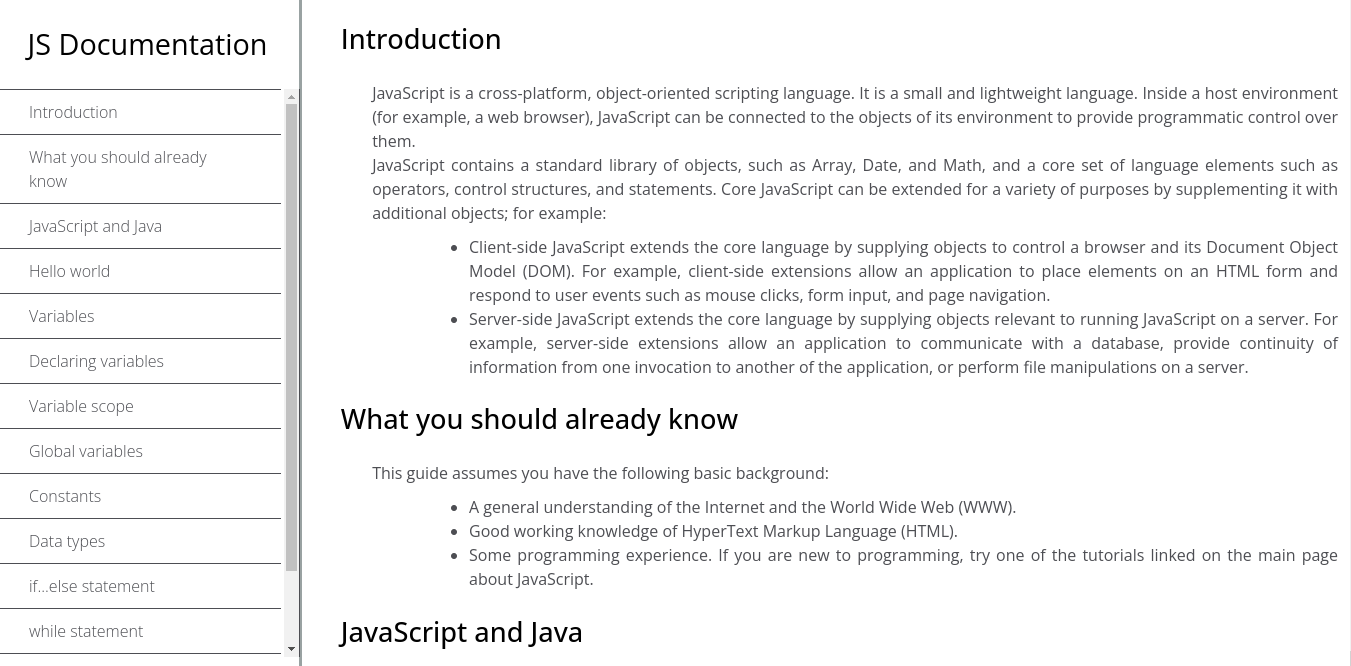 JS Documentation
Introduction
What you should already
know
JavaScript and Java
Hello world
Variables
Declaring variables
Variable scope
Global variables
Constants
Data types
if...else statement
while statement
Introduction
JavaScript is a cross-platform, object-oriented scripting language. It is a small and lightweight language. Inside a host environment
(for example, a web browser), JavaScript can be connected to the objects of its environment to provide programmatic control over
them.
JavaScript contains a standard library of objects, such as Array, Date, and Math, and a core set of language elements such as
operators, control structures, and statements. Core JavaScript can be extended for a variety of purposes by supplementing it with
additional objects; for example:
• Client-side JavaScript extends the core language by supplying objects to control a browser and its Document Object
Model (DOM). For example, client-side extensions allow an application to place elements on an HTML form and
respond to user events such as mouse clicks, form input, and page navigation.
• Server-side JavaScript extends the core language by supplying objects relevant to running JavaScript on a server. For
example, server-side extensions allow an application to communicate with a database, provide continuity of
information from one invocation to another of the application, or perform file manipulations on a server.
What you should already know
This guide assumes you have the following basic background:
• A general understanding of the Internet and the World Wide Web (WWW).
• Good working knowledge of HyperText Markup Language (HTML).
• Some programming experience. If you are new to programming, try one of the tutorials linked on the main page
about JavaScript.
JavaScript and Java